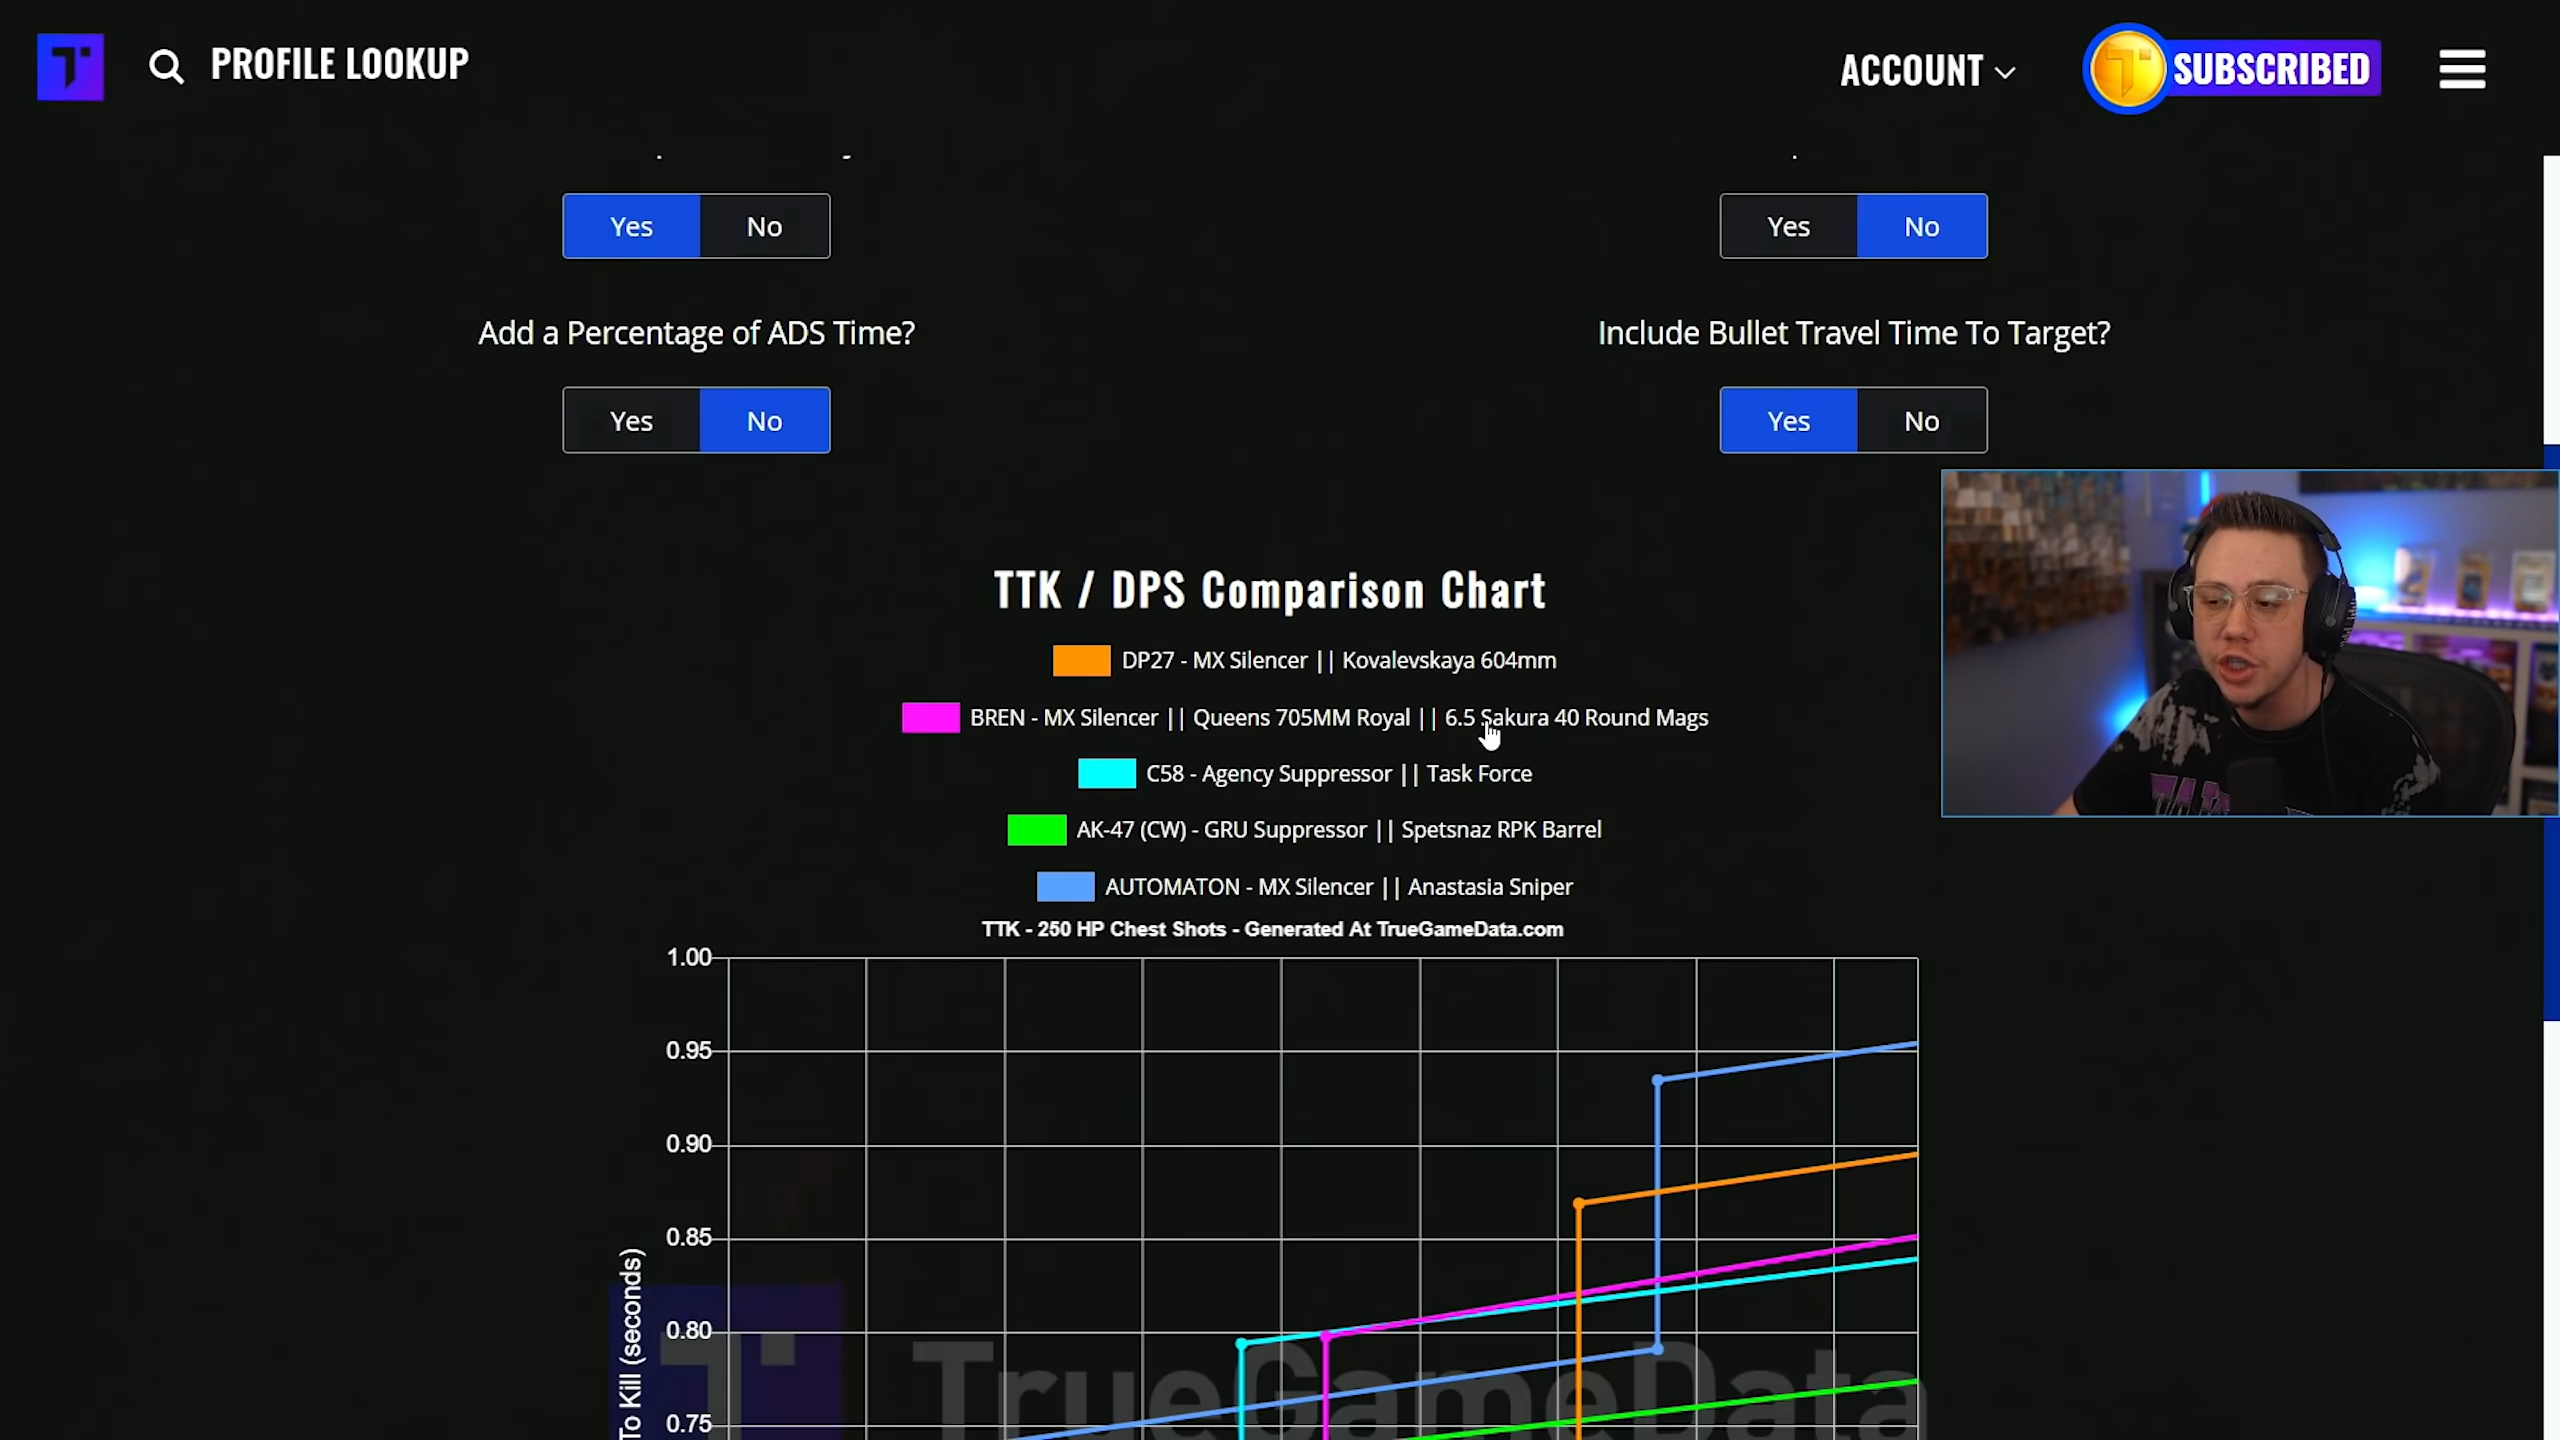 PROFILE LOOKUP
ACCOUNT
SUBSCRIBED
Yes No
Yes No
Add a Percentage of ADS Time?
Include Bullet Travel Time To Target?
Yes No
Yes No
TTK / DPS Comparison Chart
DP27 - MX Silencer || Kovalevskaya 604mm
BREN - MX Silencer || Queens 705MM Royal || 6.5 Sakura 40 Round Mags
C58 - Agency Suppressor || Task Force
AK-47 (CW) - GRU Suppressor || Spetsnaz RPK Barrel
AUTOMATON - MX Silencer || Anastasia Sniper
TTK - 250 HP Chest Shots - Generated At TrueGameData.com
1.00
0.95
0.90
0.85
0.80
0.75
To Kill (seconds)
TrueGameData